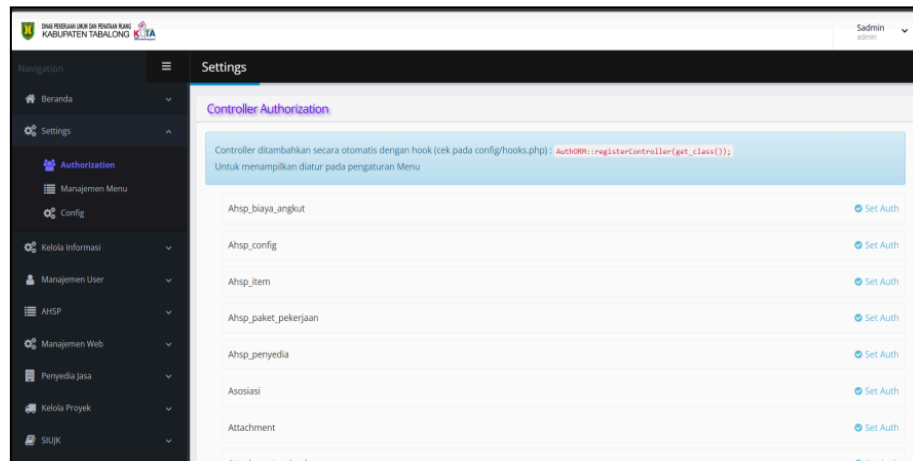 DINAS PEKERJAAN UMUM DAN PENATAAN RUANG
KABUPATEN TABALONG
Sadmin
admin
Navigation
Settings
Beranda
Controller Authorization
Settings
Controller ditambahkan secara otomatis dengan hook (cek pada config/hooks.php) : AuthORM::registerController(get_class());
Untuk menampilkan diatur pada pengaturan Menu
Authorization
Manajemen Menu
Config
Ahsp_biaya_angkut Set Auth
Ahsp_config Set Auth
Kelola Informasi
Ahsp_item Set Auth
Manajemen User
AHSP
Ahsp_paket_pekerjaan Set Auth
Manajemen Web
Ahsp_penyedia Set Auth
Penyedia Jasa
Asosiasi Set Auth
Kelola Proyek
Attachment Set Auth
SIUJK